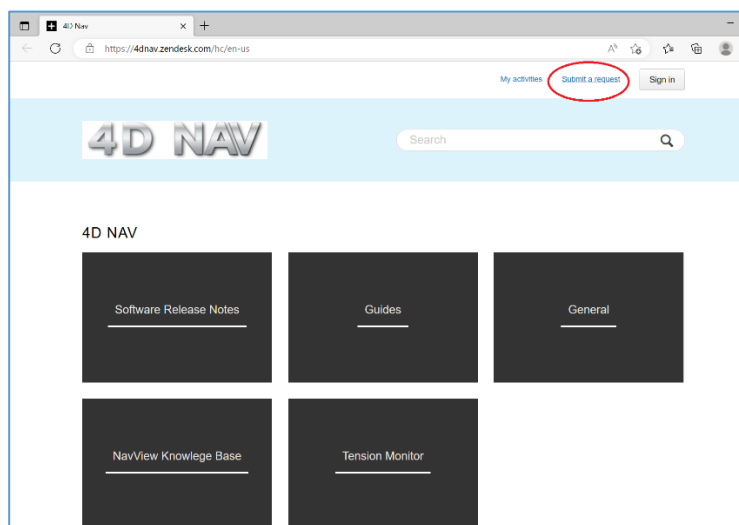 4D Nav
https://4dnav.zendesk.com/hc/en-us
My activities Submit a request Sign in
4D NAV
Search
4D NAV
Software Release Notes
Guides
General
NavView Knowlege Base
Tension Monitor